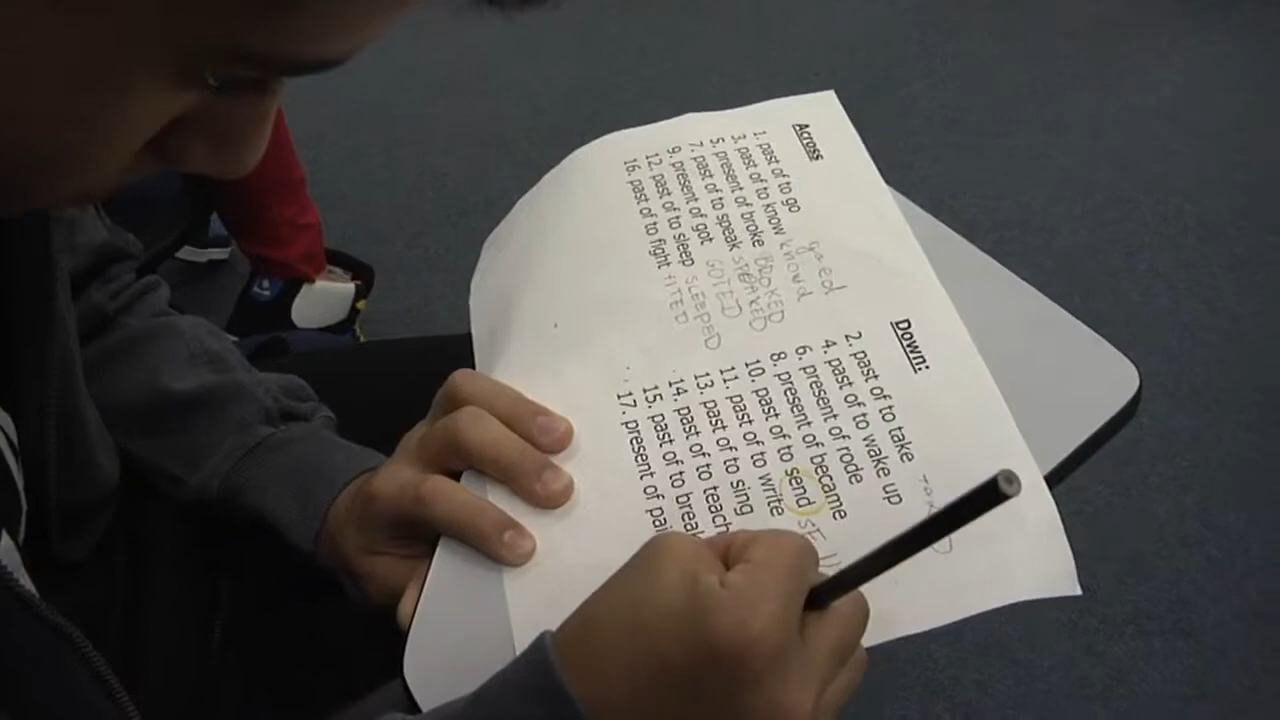 Across
1. past of to go goed
3. past of to know knowd
5. present of broke BROKED
7. past of to speak SPEAKED
9. present of got GOTED
12. past of to sleep SLEEPED
16. past of to fight FITED
Down:
2. past of to take
4. past of to wake up
6. present of rode
8. present of became
10. past of to send
11. past of to write
13. past of to sing
14. past of to teach
15. past of to
17. present of